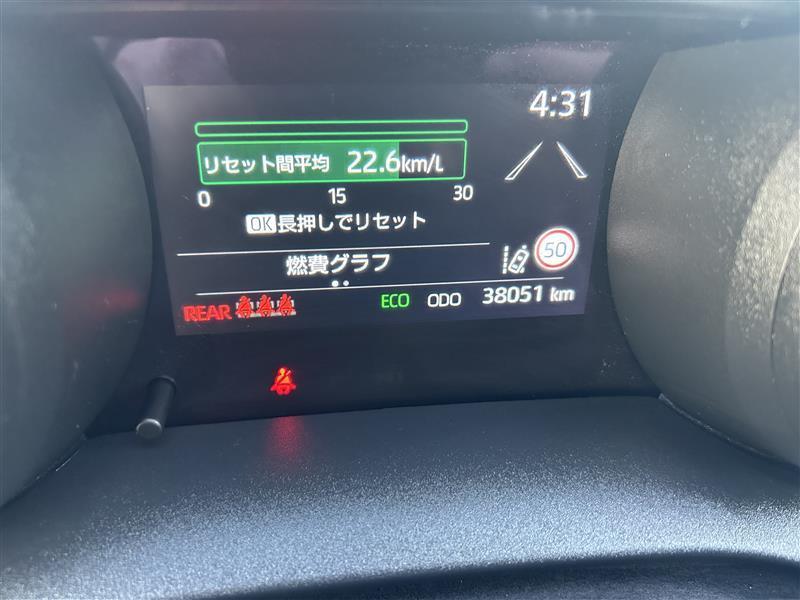 4:31
リセット間平均 22.6km/L
0 15 30
OK長押しでリセット
燃費グラフ
50
REAR ECO ODO 38051 km